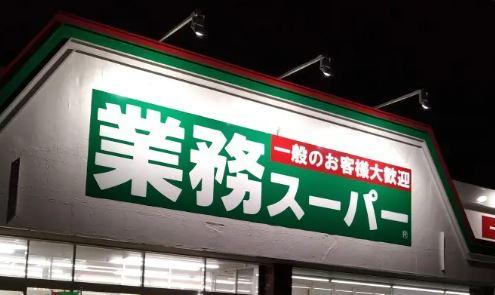 一般のお客様大歓迎
業務スーパー
®